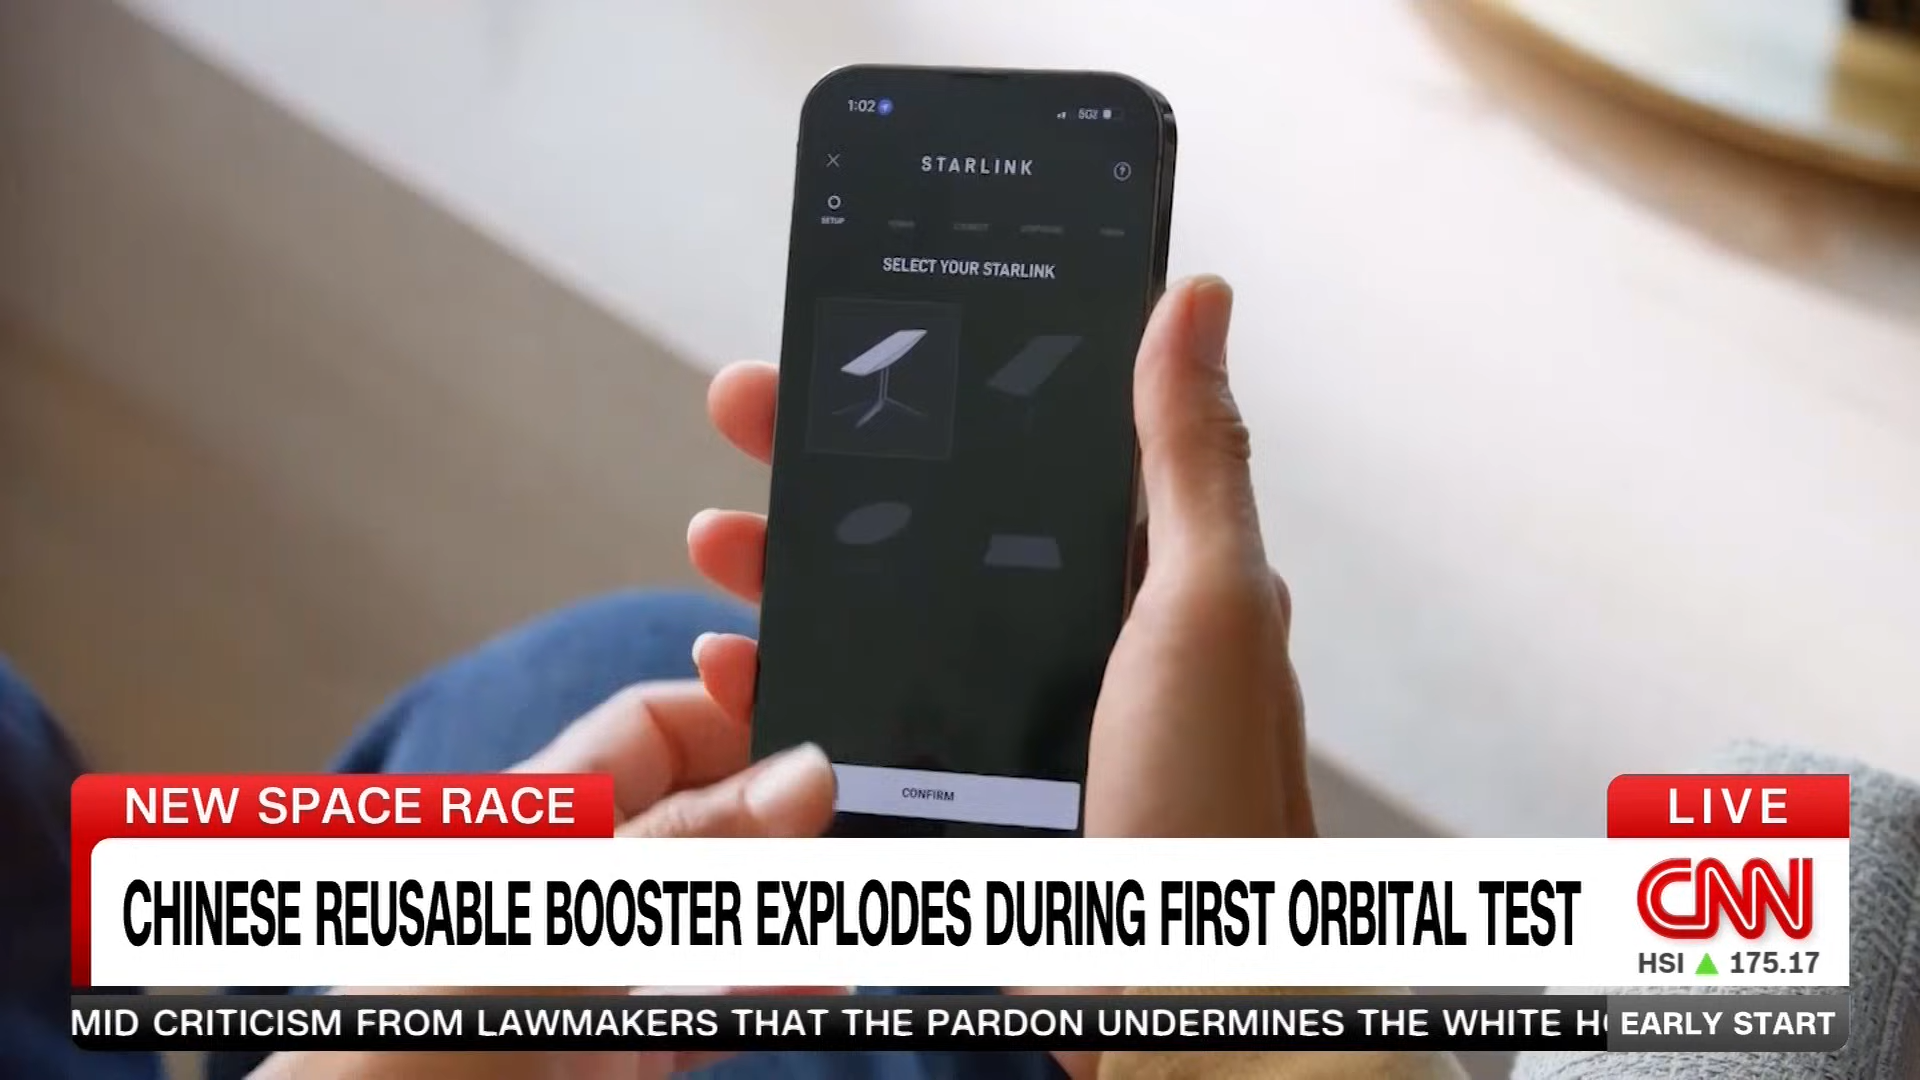 1:02
5G
STARLINK
SETUP
SELECT YOUR STARLINK
CONFIRM
NEW SPACE RACE
LIVE
CHINESE REUSABLE BOOSTER EXPLODES DURING FIRST ORBITAL TEST
CNN
HSI ▲ 175.17
MID CRITICISM FROM LAWMAKERS THAT THE PARDON UNDERMINES THE WHITE H
EARLY START